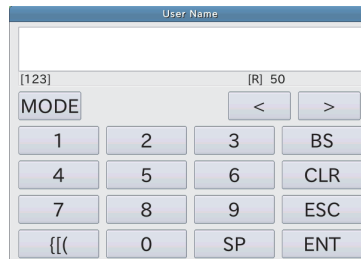 User Name
[123] [R] 50
MODE < >
1 2 3 BS
4 5 6 CLR
7 8 9 ESC
{[( 0 SP ENT